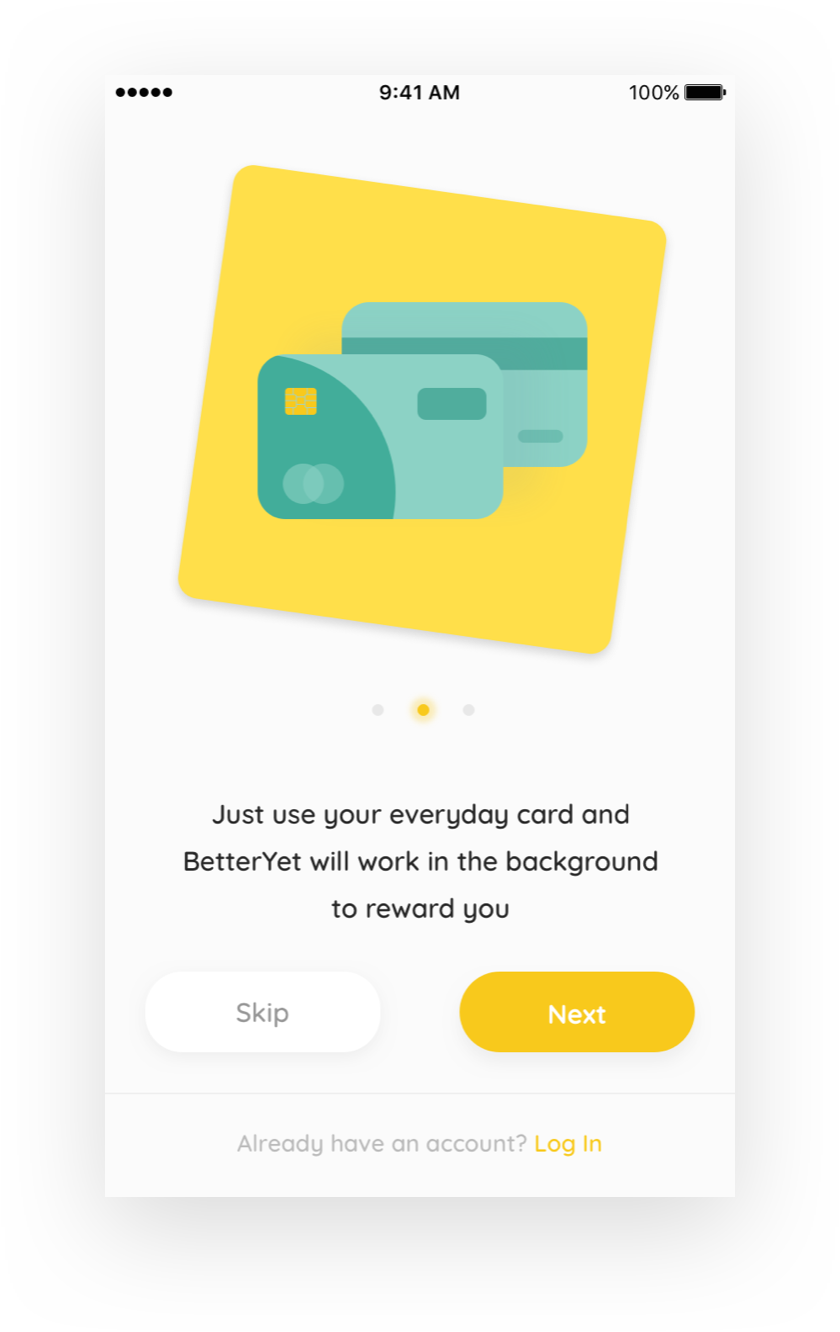 9:41 AM
100%
Just use your everyday card and
BetterYet will work in the background
to reward you
Skip
Next
Already have an account? Log In